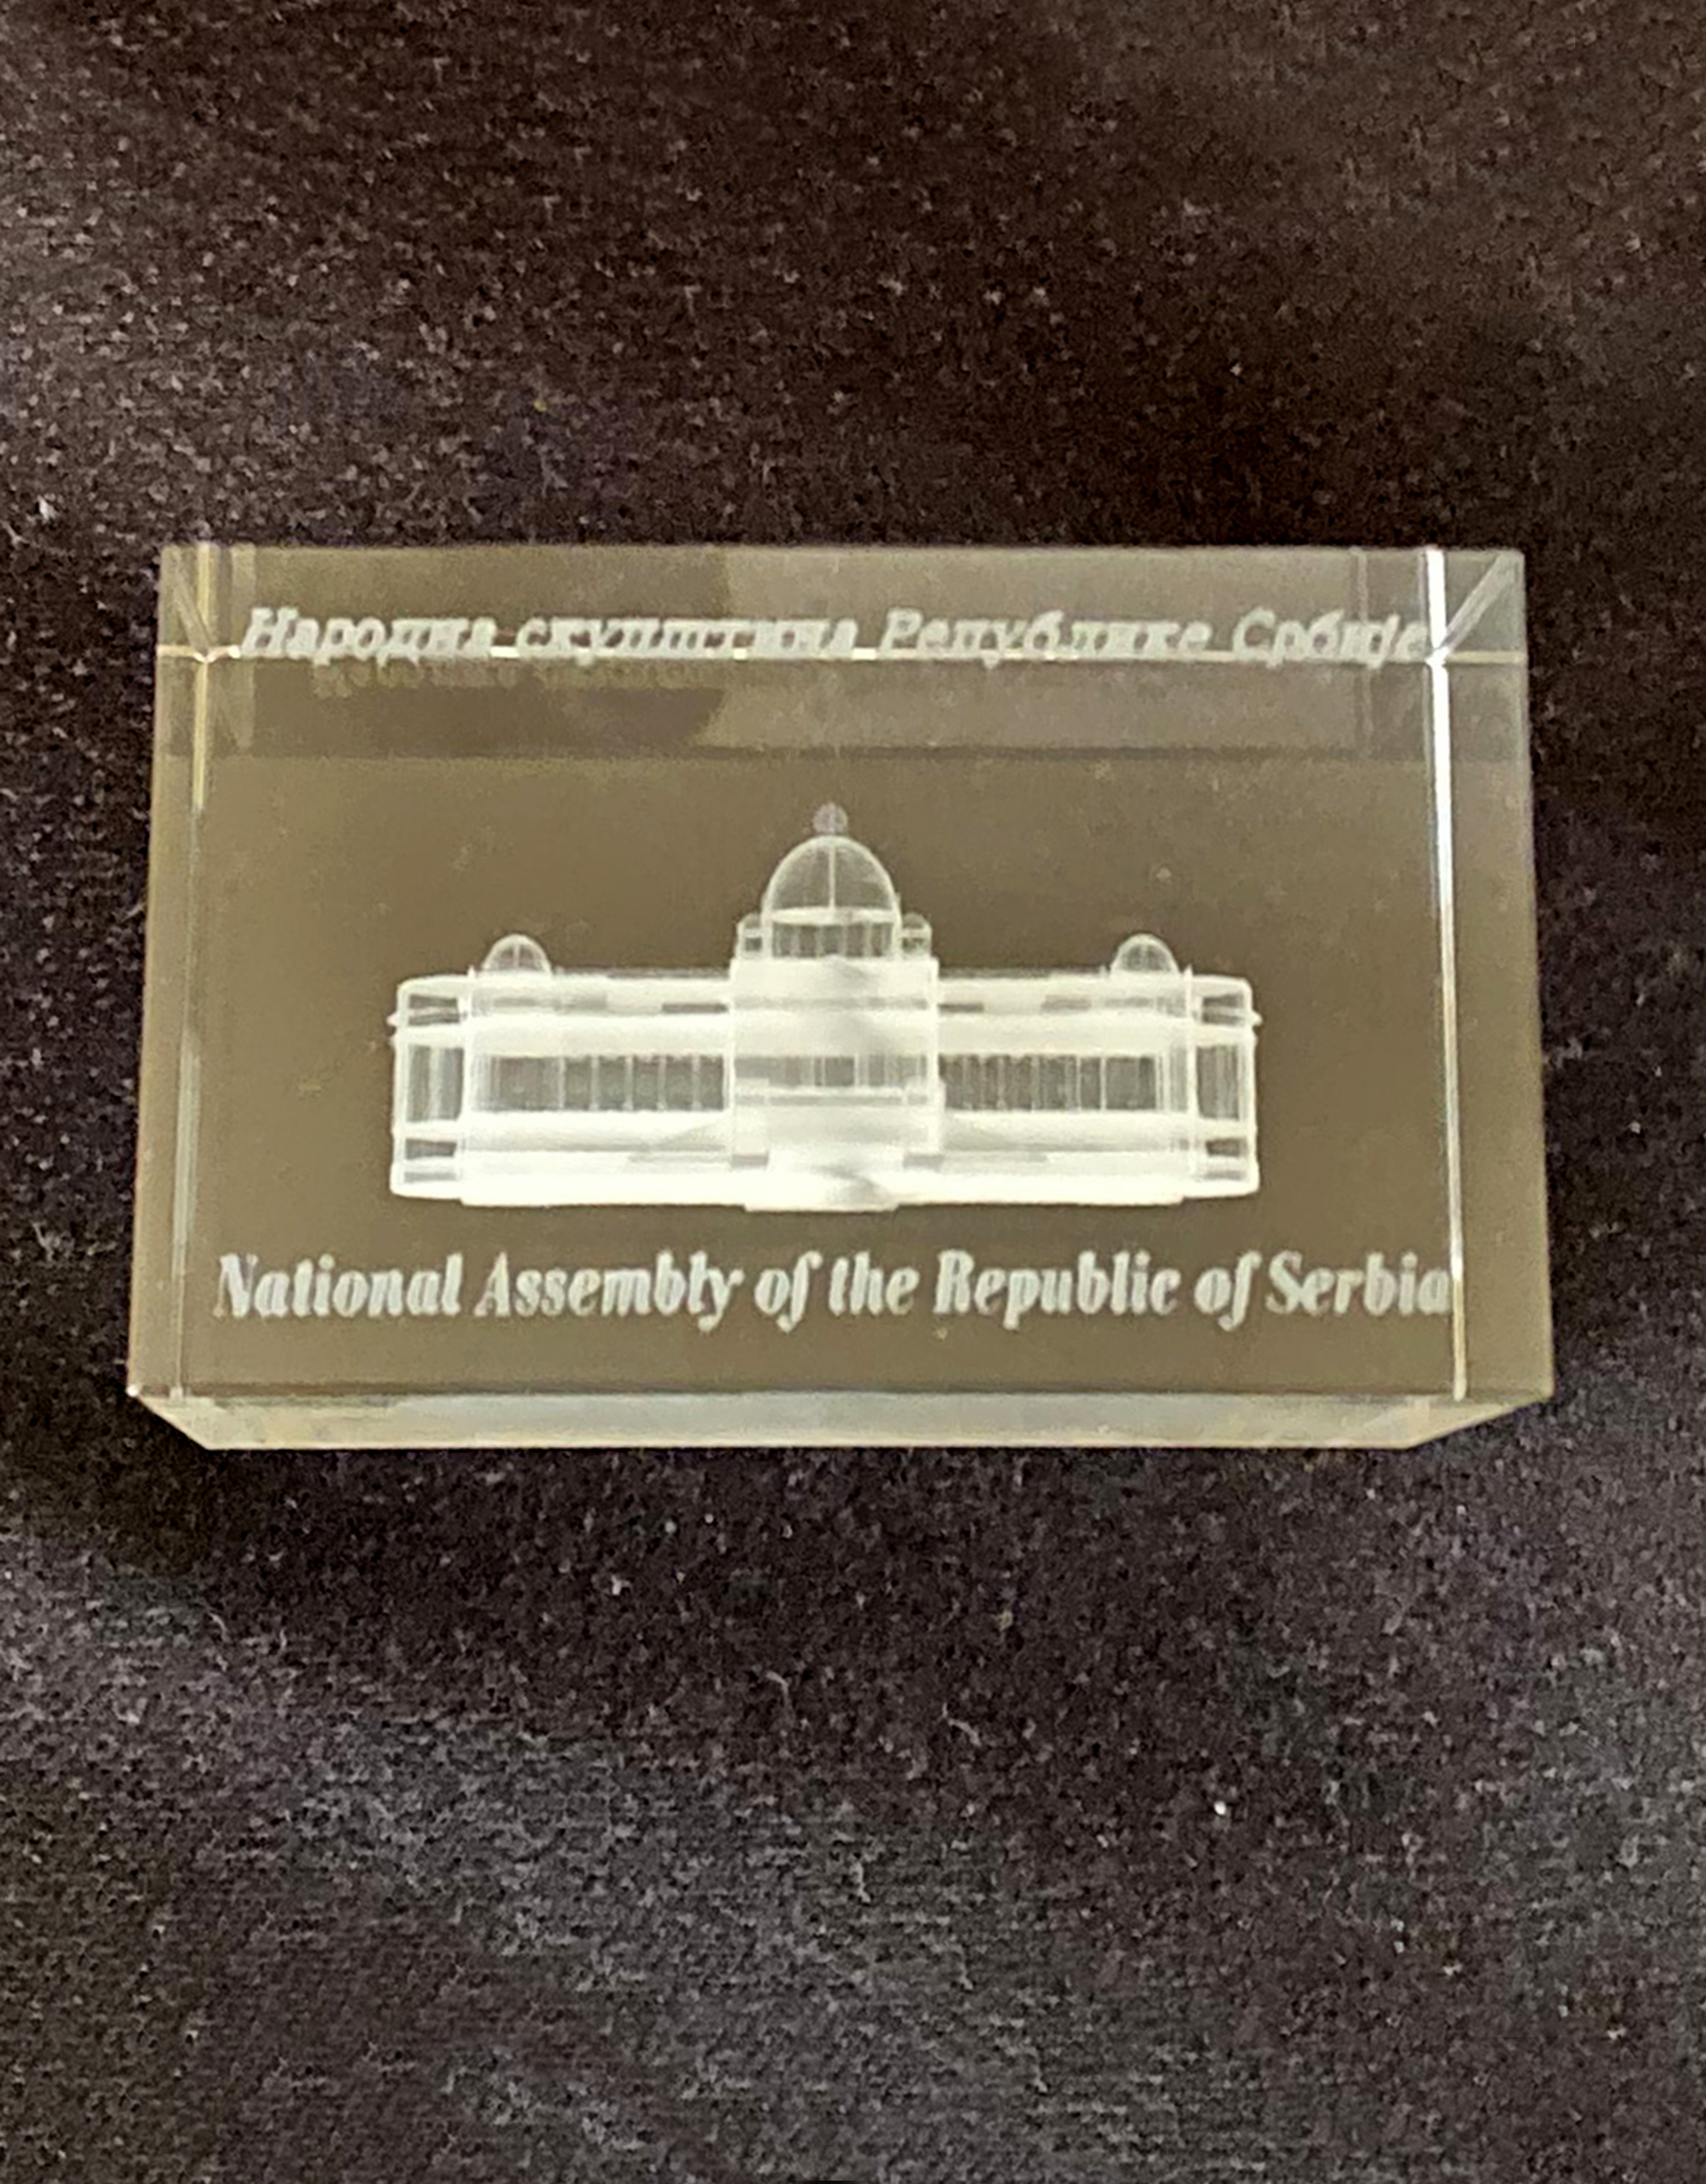 Народна скупштина Републике Србије
National Assembly of the Republic of Serbia